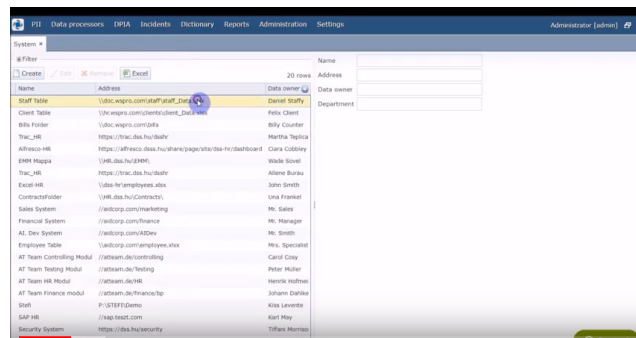 PII Data processors DPIA Incidents Dictionary Reports Administration Settings Administrator [admin]
System ×
Filter
Create Edit Remove Excel 20 rows
Name Address Data owner
Staff Table \\doc.wspro.com\staff\staff_Data. Daniel Staffy
Client Table \\hr.wspro.com\clients\client_Data.xlsx Felix Client
Bills Folder \\doc.wspro.com\bills Billy Counter
Trac_HR https://trac.dss.hu/dsshr Martha Teplica
Alfresco-HR https://alfresco.dsss.hu/share/page/site/dss-hr/dashboard Clara Cobbley
EMM Mappa \\HR.dss.hu\EMM\ Wade Sovel
Trac_HR https://trac.dss.hu/dsshr Allene Burau
Excel-HR \\dss-hr\employees.xlsx John Smith
ContractsFolder \\HR.dss.hu\Contracts\ Una Frankel
Sales System //aidcorp.com/marketing Mr. Sales
Financial System //aidcorp.com/finance Mr. Manager
AI. Dev System //aidcorp.com/AIDev Mr. Smith
Employee Table \\aidcorp.com\employee.xlsx Mrs. Specialist
AT Team Controlling Modul //atteam.de/controlling Carol Cosy
AT Team Testing Modul //atteam.de/Testing Peter Müller
AT Team HR Modul //atteam.de/HR Henrik Hofmei
AT Team Finance modul //atteam.de/finance/bp Johann Dahlke
Stefi P:\STEFI\Demo Kiss Levente
SAP HR //sap.teszt.com Karl May
Security System https://dss.hu/security Tiffani Morriso
Name
Address
Data owner
Department